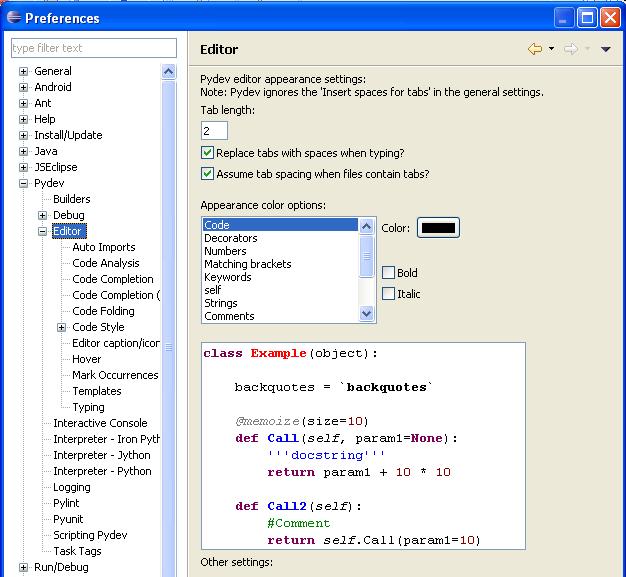 Preferences
type filter text
General
Android
Ant
Help
Install/Update
Java
JSEclipse
Pydev
Builders
Debug
Editor
Auto Imports
Code Analysis
Code Completion
Code Completion (
Code Folding
Code Style
Editor caption/icon
Hover
Mark Occurrences
Templates
Typing
Interactive Console
Interpreter - Iron Pyth
Interpreter - Jython
Interpreter - Python
Logging
Pylint
Pyunit
Scripting Pydev
Task Tags
Run/Debug
Editor
Pydev editor appearance settings:
Note: Pydev ignores the 'Insert spaces for tabs' in the general settings.
Tab length:
2
Replace tabs with spaces when typing?
Assume tab spacing when files contain tabs?
Appearance color options:
Code
Decorators
Numbers
Matching brackets
Keywords
self
Strings
Comments
Color:
Bold
Italic
class Example(object):
backquotes = `backquotes`
@memoize(size=10)
def Call(self, param1=None):
'''docstring'''
return param1 + 10 * 10
def Call2(self):
#Comment
return self.Call(param1=10)
Other settings: